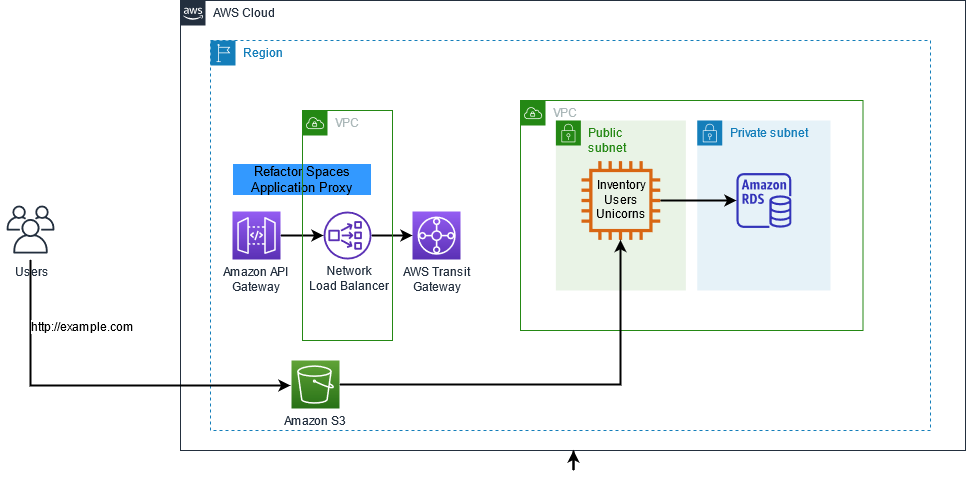 aws
AWS Cloud
Region
VPC
Refactor Spaces
Application Proxy
Amazon API
Gateway
Network
Load Balancer
AWS Transit
Gateway
VPC
Public
subnet
Private subnet
Inventory
Users
Unicorns
Amazon
RDS
Users
http://example.com
Amazon S3